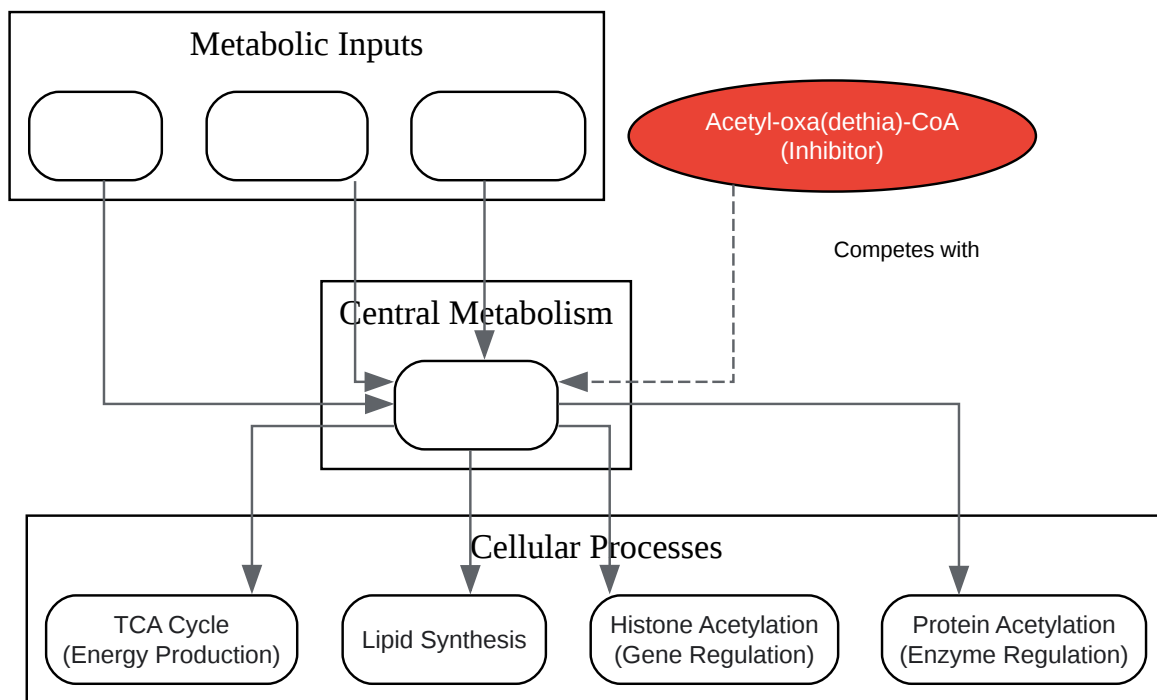 Metabolic Inputs
Acetyl-oxa(dethia)-CoA
(Inhibitor)
Competes with
Central Metabolism
Cellular Processes
TCA Cycle
(Energy Production)
Lipid Synthesis
Histone Acetylation
(Gene Regulation)
Protein Acetylation
(Enzyme Regulation)